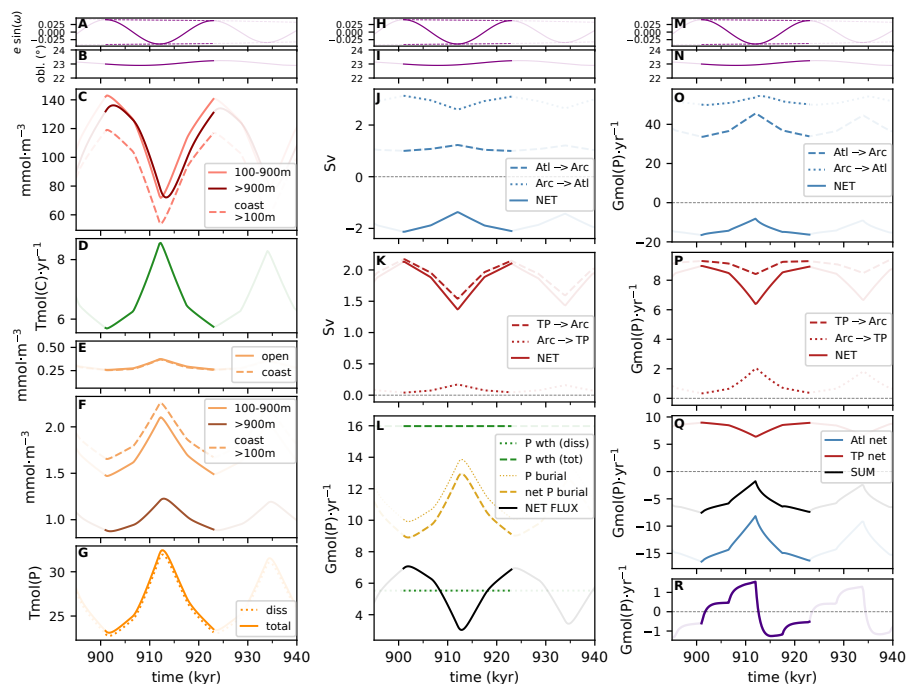 A
H
M
e sin(ω)
0.025
0.000
−0.025
0.025
0.000
−0.025
0.025
0.000
−0.025
B
I
N
obl. (°)
24
23
22
24
23
22
24
23
22
C
mmol·m⁻³
140
120
100
80
60
100-900m
>900m
coast
>100m
D
Tmol(C)·yr⁻¹
8
6
E
mmol·m⁻³
0.50
0.25
open
coast
F
mmol·m⁻³
2.0
1.5
1.0
100-900m
>900m
coast
>100m
G
Tmol(P)
30
25
diss
total
900 910 920 930 940
time (kyr)
J
Sv
2
0
−2
Atl −> Arc
Arc −> Atl
NET
K
Sv
2.0
1.5
1.0
0.5
0.0
TP −> Arc
Arc −> TP
NET
L
Gmol(P)·yr⁻¹
16
14
12
10
8
6
4
P wth (diss)
P wth (tot)
P burial
net P burial
NET FLUX
900 910 920 930 940
time (kyr)
O
Gmol(P)·yr⁻¹
40
20
0
−20
Atl −> Arc
Arc −> Atl
NET
P
Gmol(P)·yr⁻¹
8
6
4
2
0
TP −> Arc
Arc −> TP
NET
Q
Gmol((P)·yr⁻¹
10
5
0
−5
−10
−15
Atl net
TP net
SUM
R
Gmol(P)·yr⁻¹
1
0
−1
900 910 920 930 940
time (kyr)